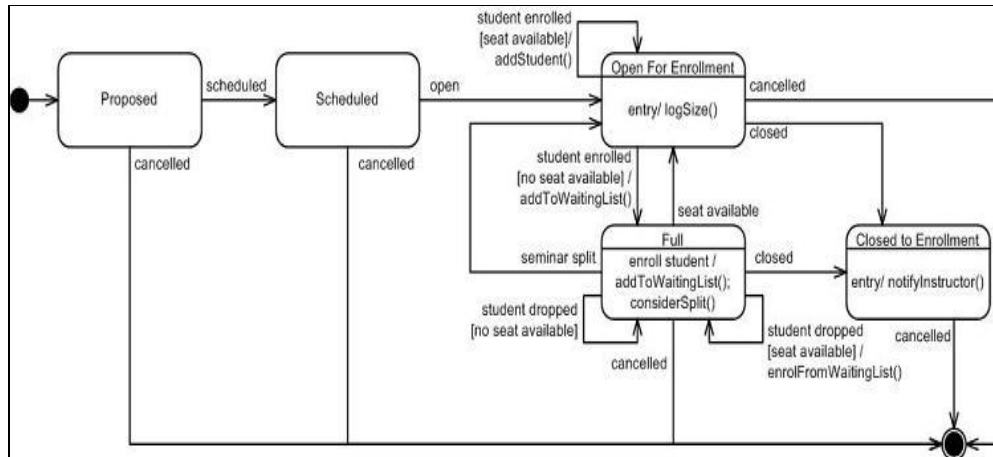 student enrolled
[seat available]/
addStudent()
Open For Enrollment
entry/ logSize()
Proposed
scheduled
Scheduled
open
cancelled
closed
cancelled
cancelled
student enrolled
[no seat available] /
addToWaitingList()
seat available
Full
enroll student /
addToWaitingList();
considerSplit()
seminar split
closed
Closed to Enrollment
entry/ notifyInstructor()
student dropped
[no seat available]
cancelled
student dropped
[seat available] /
enrolFromWaitingList()
cancelled